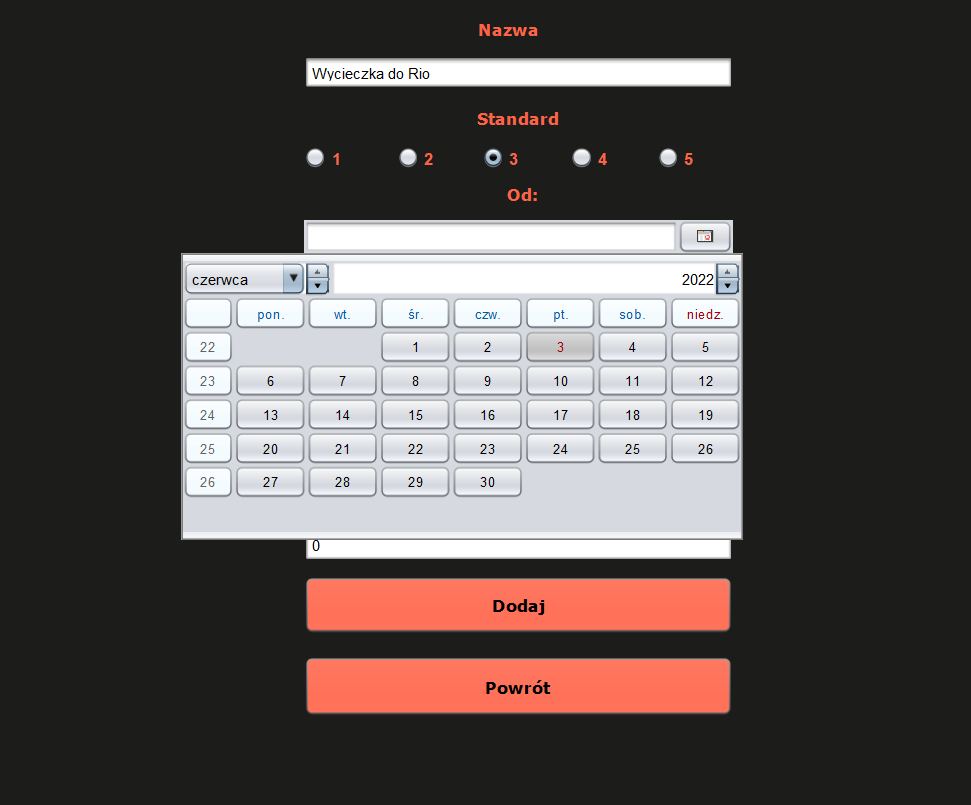 Nazwa
Wycieczka do Rio
Standard
1 2 3 4 5
Od:
czerwca 2022
pon. wt. śr. czw. pt. sob. niedz.
22 1 2 3 4 5
23 6 7 8 9 10 11 12
24 13 14 15 16 17 18 19
25 20 21 22 23 24 25 26
26 27 28 29 30
0
Dodaj
Powrót